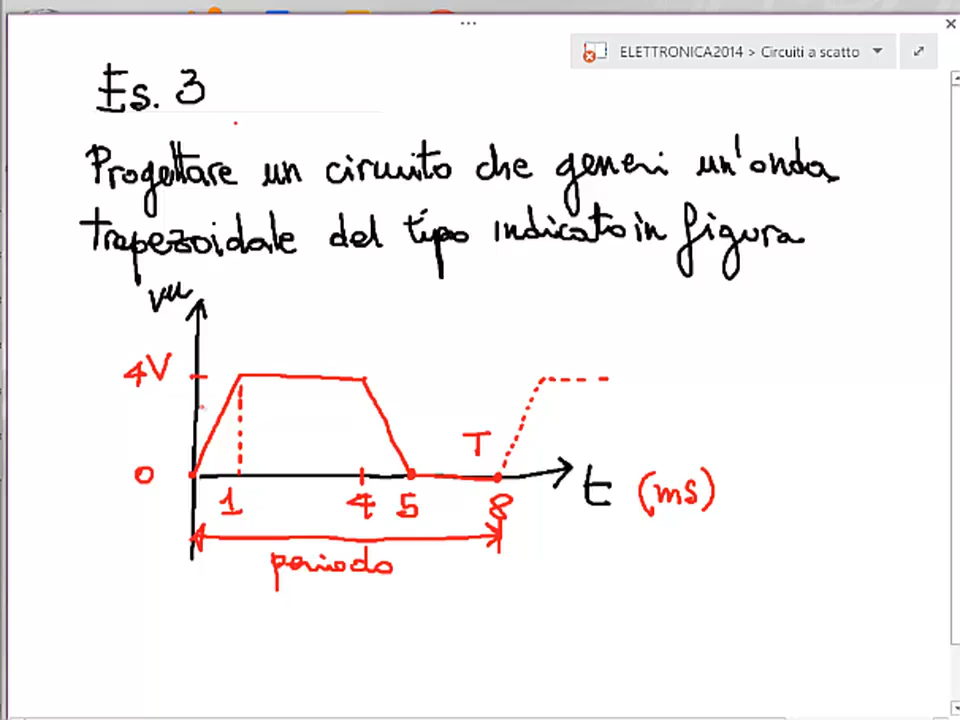 ELETTRONICA2014 > Circuiti a scatto
Es. 3
Progettare un circuito che generi un'onda
trapezoidale del tipo indicato in figura
vu
4V
T
0
1 4 5 8 t (ms)
periodo